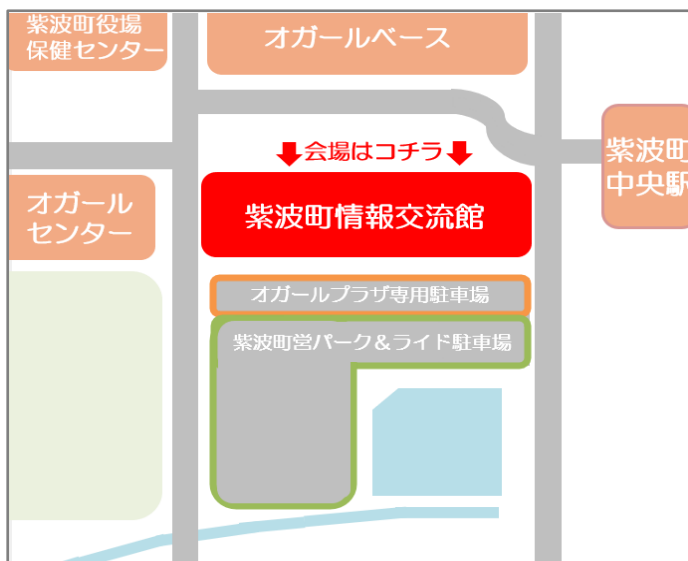 紫波町役場
保健センター
オガールベース
会場はコチラ
紫波町
中央駅
オガール
センター
紫波町情報交流館
オガールプラザ専用駐車場
紫波町営パーク＆ライド駐車場